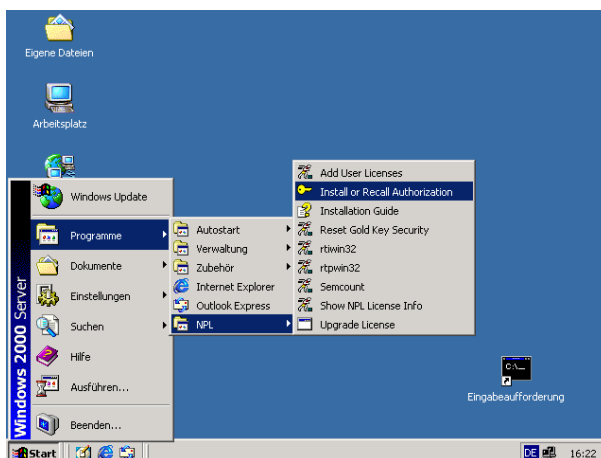 Eigene Dateien
Arbeitsplatz
Windows 2000 Server
Windows Update
Programme
Dokumente
Einstellungen
Suchen
Hilfe
Ausführen...
Beenden...
Autostart
Verwaltung
Zubehör
Internet Explorer
Outlook Express
NPL
Add User Licenses
Install or Recall Authorization
Installation Guide
Reset Gold Key Security
rtiwin32
rtpwin32
Semcount
Show NPL License Info
Upgrade License
C:\_
Eingabeaufforderung
Start
DE
16:22